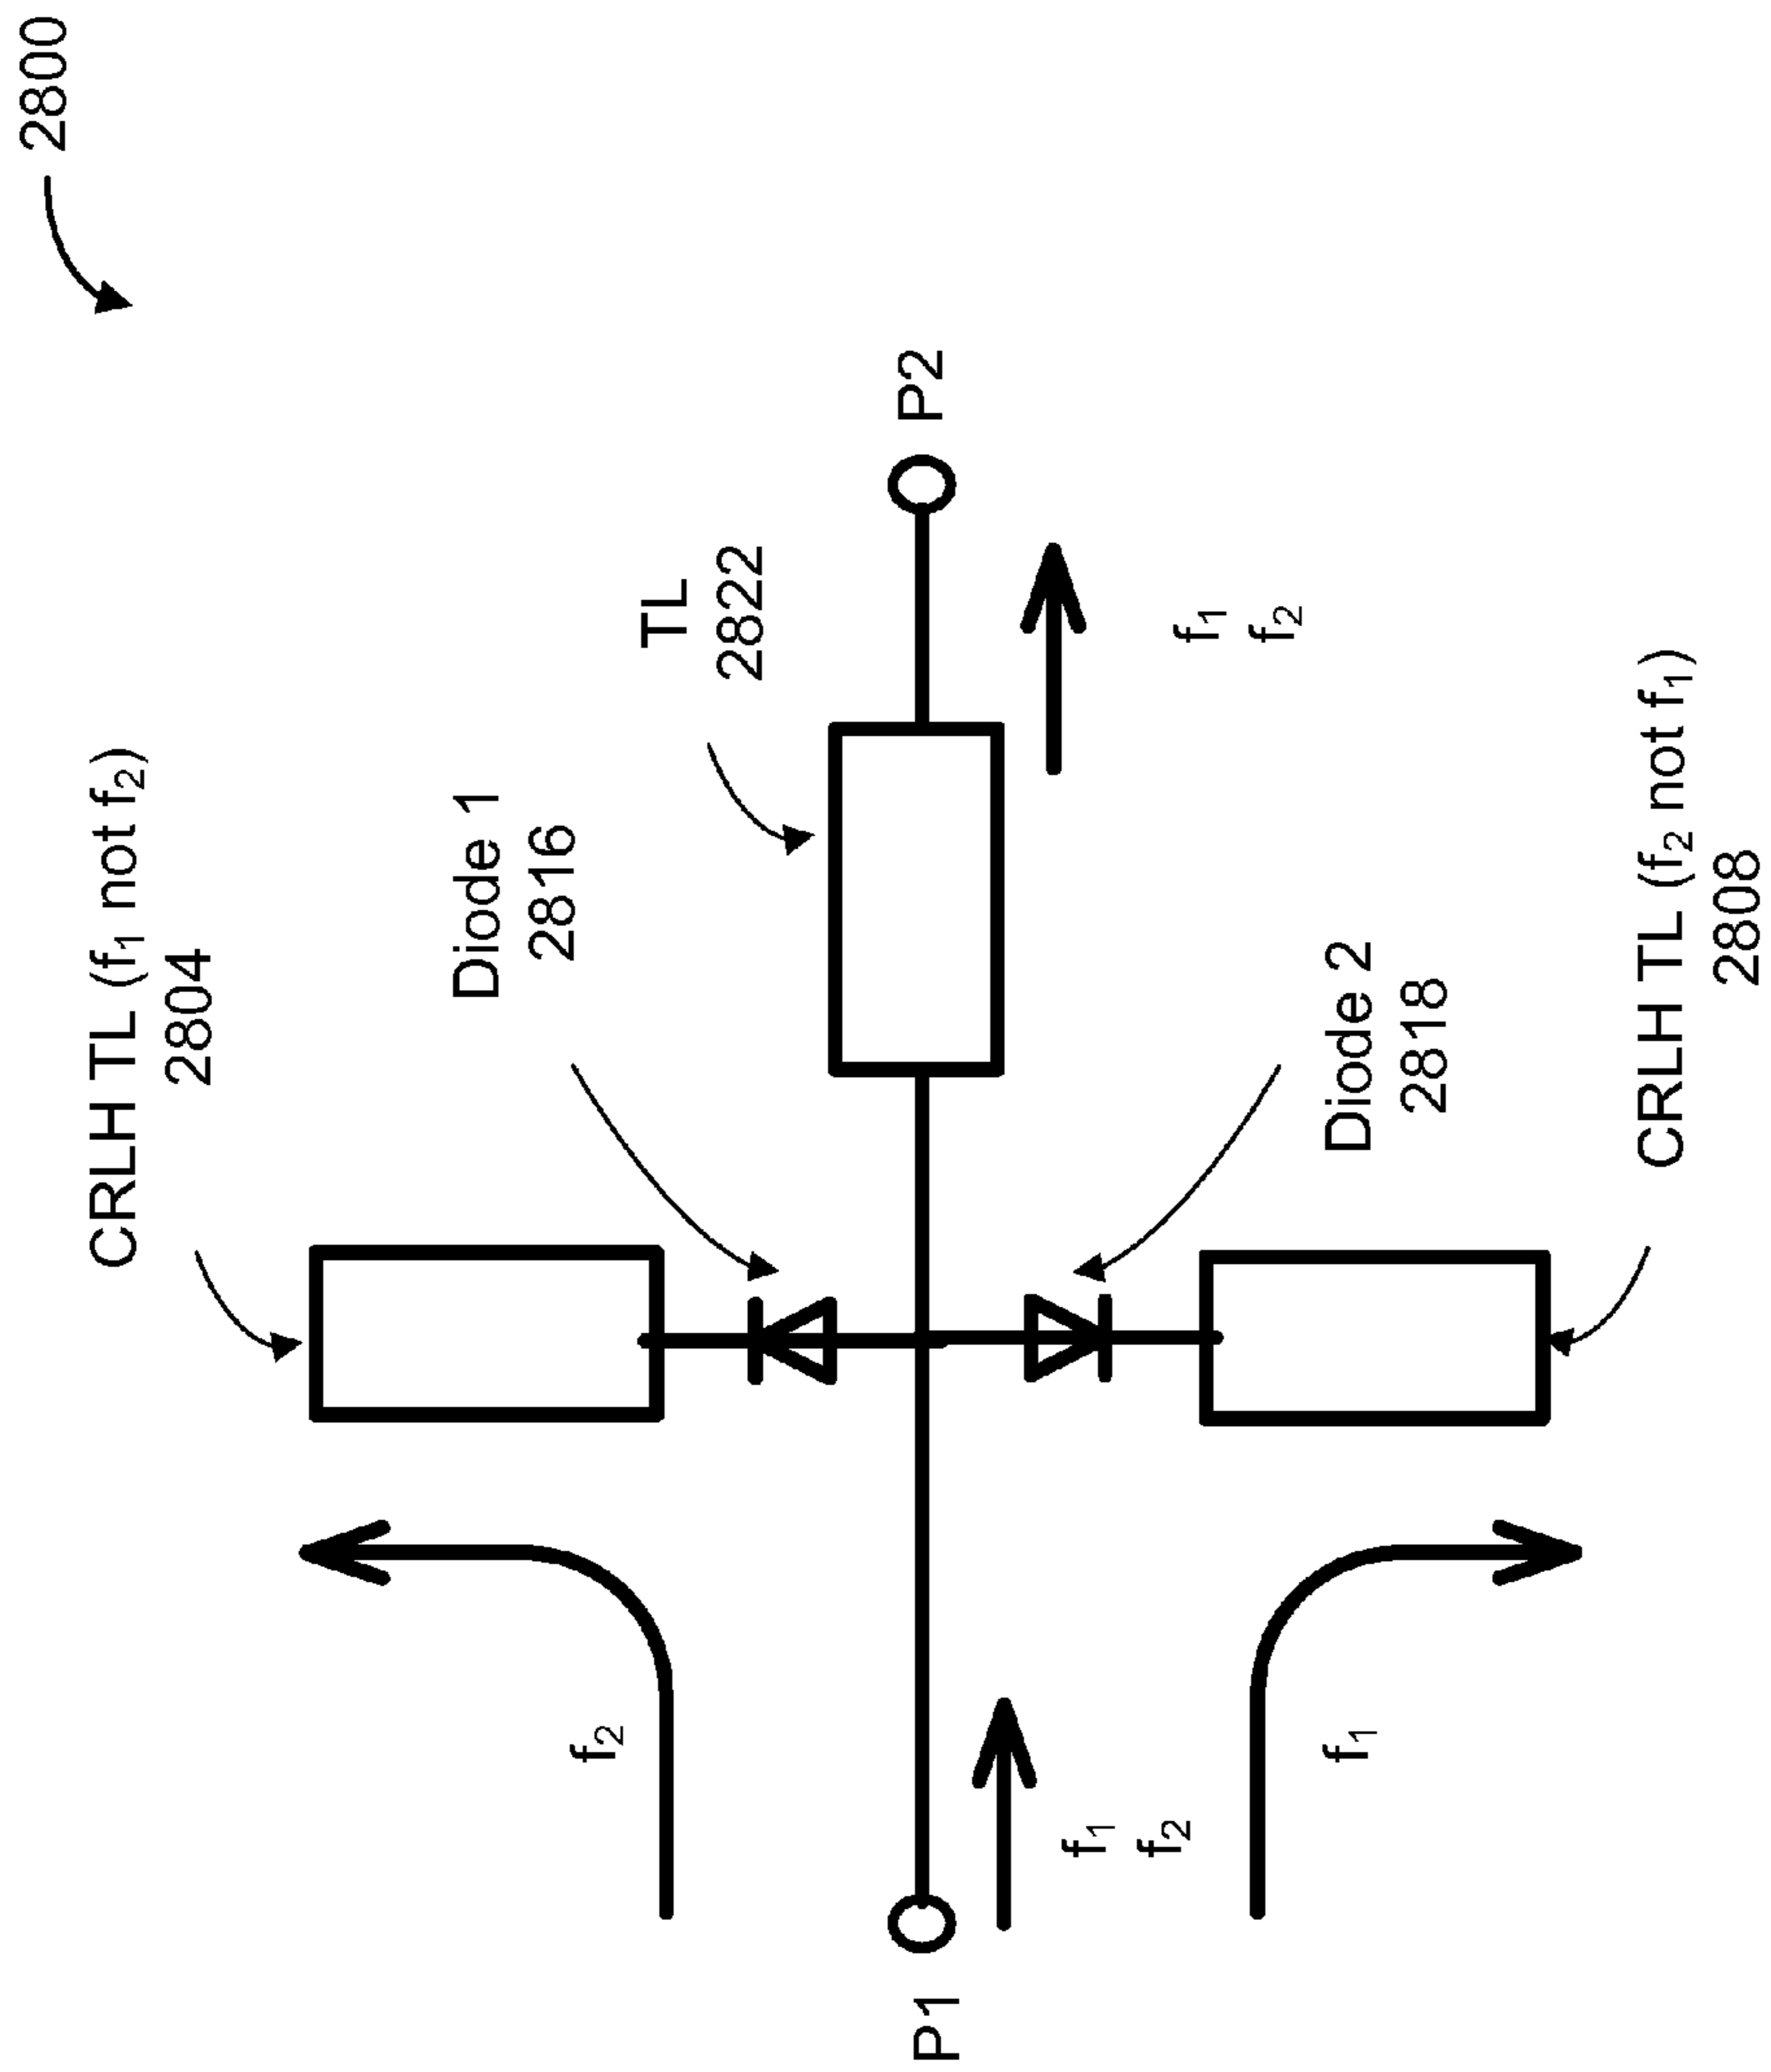 2800
CRLH TL (f₁ not f₂)
2804
Diode 1
2816
TL
2822
P2
f₁
f₂
Diode 2
2818
CRLH TL (f₂ not f₁)
2808
f₂
P1
f₁
f₂
f₁